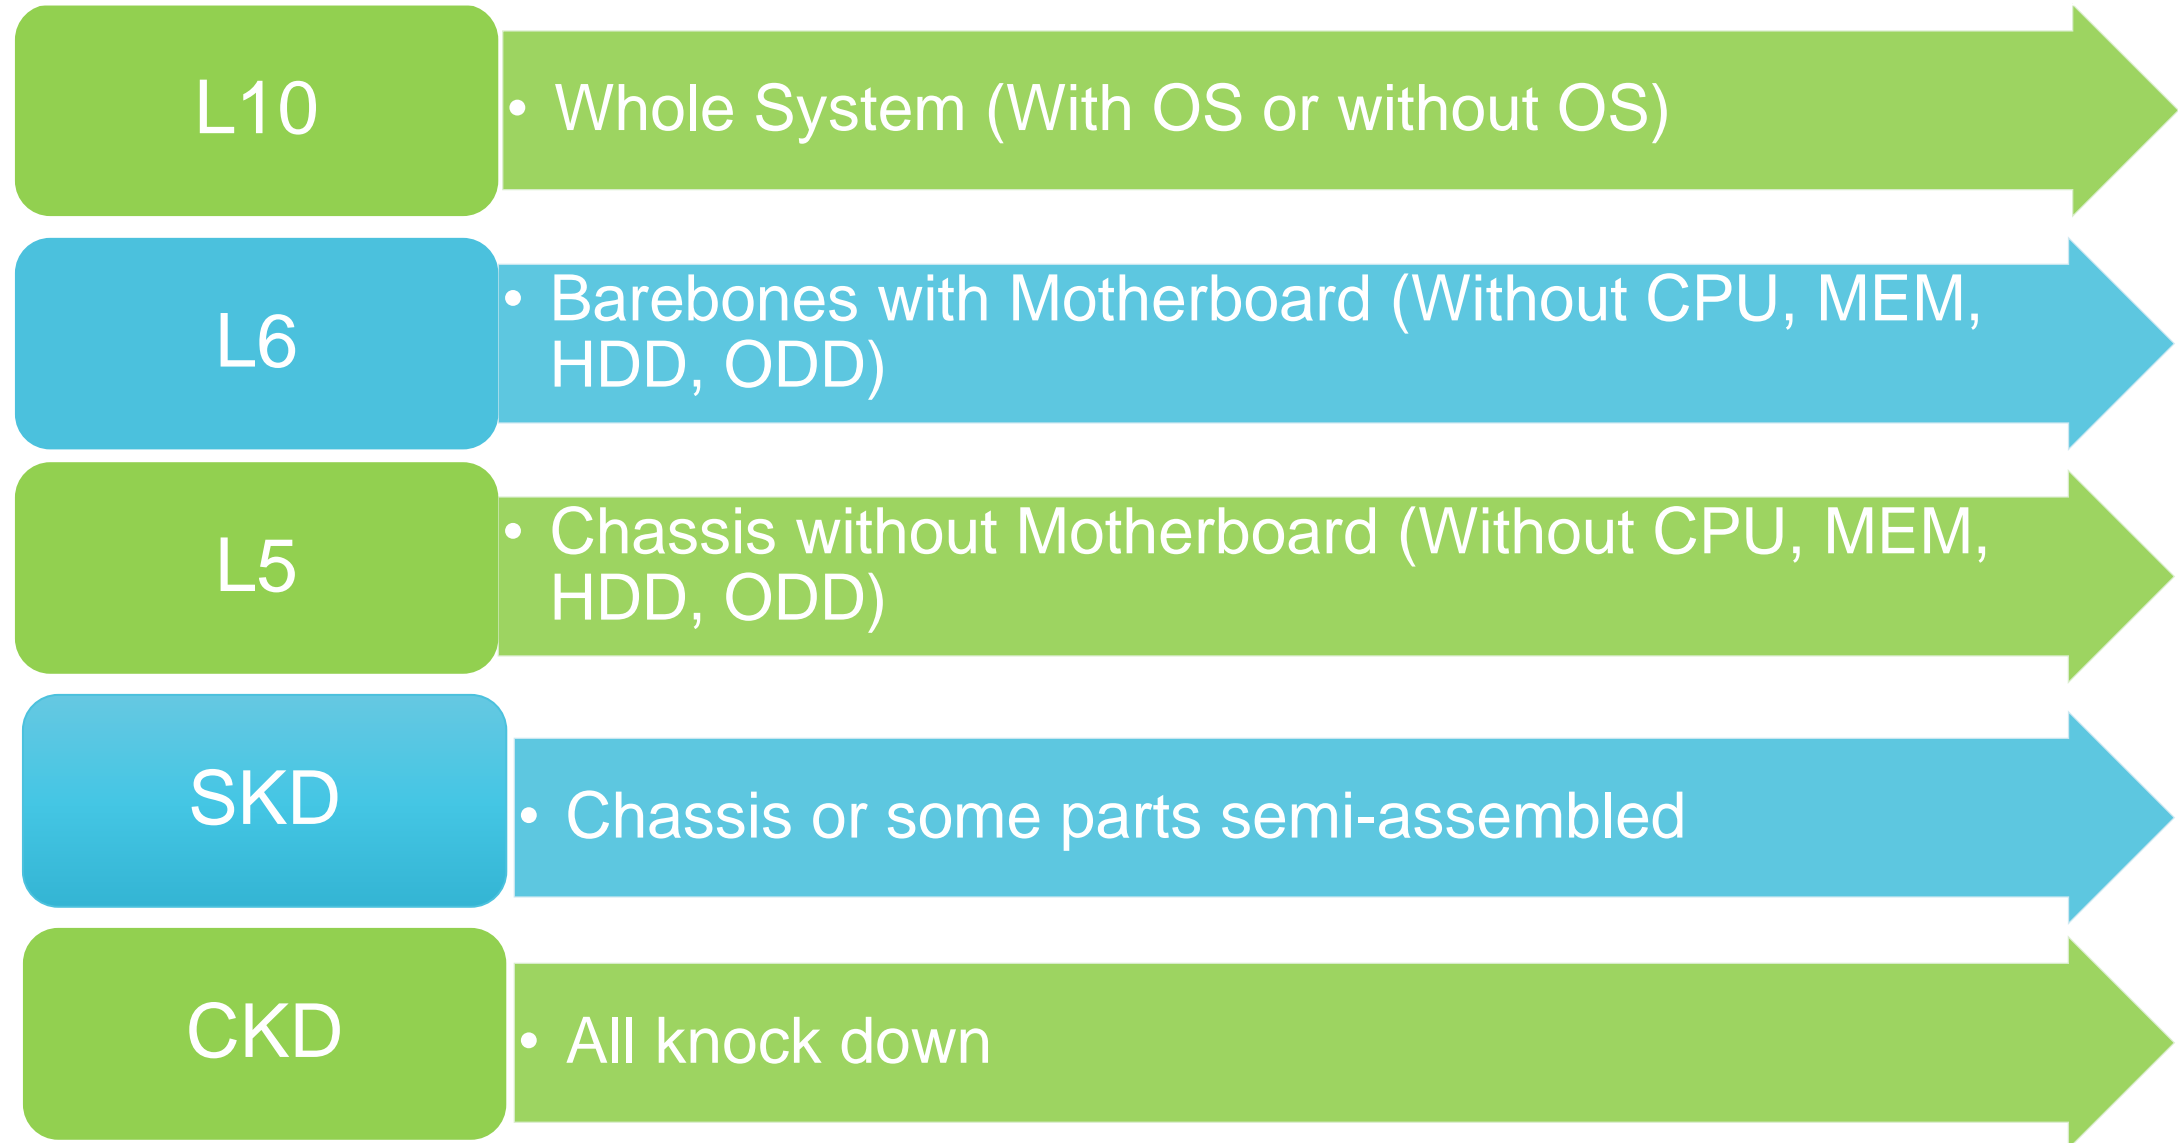 L10
• Whole System (With OS or without OS)
L6
• Barebones with Motherboard (Without CPU, MEM,
HDD, ODD)
L5
• Chassis without Motherboard (Without CPU, MEM,
HDD, ODD)
SKD
• Chassis or some parts semi-assembled
CKD
• All knock down